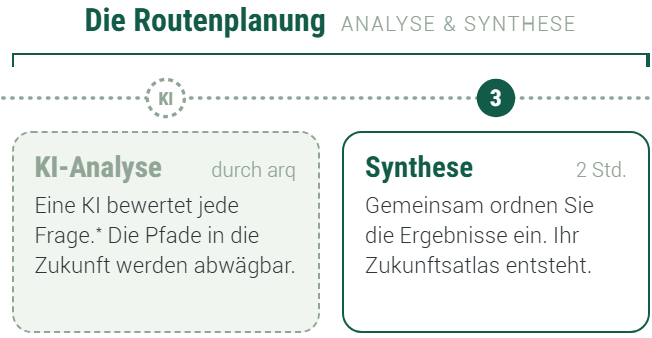 Die Routenplanung ANALYSE & SYNTHESE
KI
3
KI-Analyse durch arq
Eine KI bewertet jede
Frage.* Die Pfade in die
Zukunft werden abwägbar.
Synthese 2 Std.
Gemeinsam ordnen Sie
die Ergebnisse ein. Ihr
Zukunftsatlas entsteht.